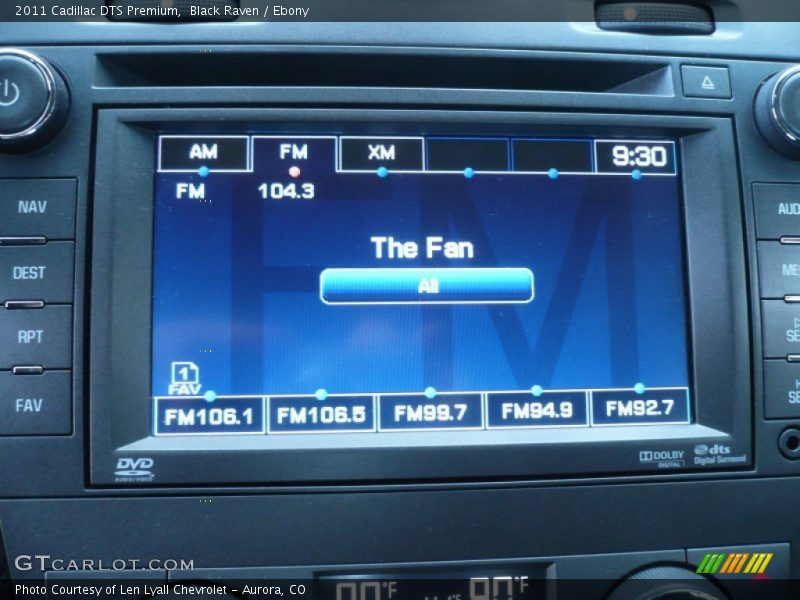 2011 Cadillac DTS Premium, Black Raven / Ebony
AM FM XM 9:30
FM 104.3
NAV
DEST
RPT
FAV
The Fan
All
1
FAV
FM106.1 FM106.5 FM99.7 FM94.9 FM92.7
DVD
AUDIO/VIDEO
DOLBY
DIGITAL
dts
Digital Surround
GTCARLOT.COM
Photo Courtesy of Len Lyall Chevrolet - Aurora, CO
°F °F